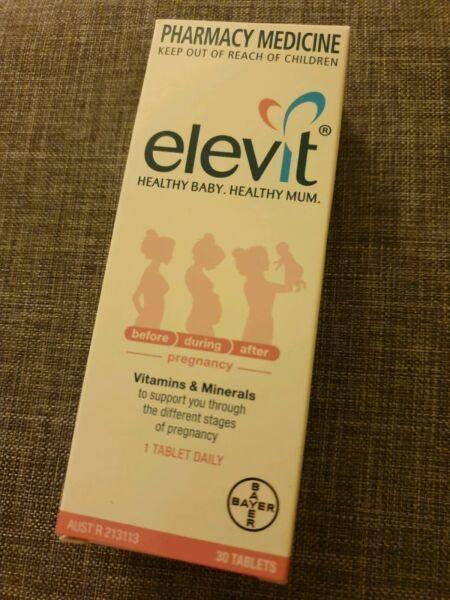 PHARMACY MEDICINE
KEEP OUT OF REACH OF CHILDREN
elevit®
HEALTHY BABY. HEALTHY MUM.
before
during
after
pregnancy
Vitamins & Minerals
to support you through
the different stages
of pregnancy
1 TABLET DAILY
BAYER
BAYER
AUST R 213113
30 TABLETS